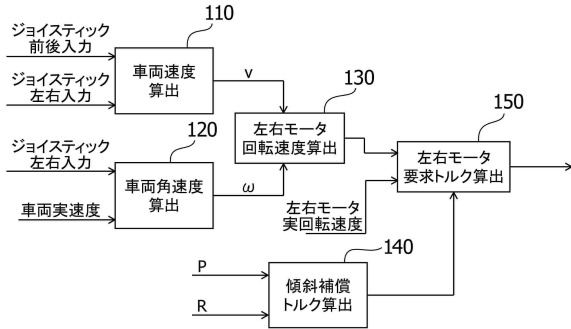 ジョイスティック
前後入力
ジョイスティック
左右入力
110
車両速度
算出
v
130
左右モータ
回転速度算出
150
左右モータ
要求トルク算出
ジョイスティック
左右入力
車両実速度
120
車両角速度
算出
ω
左右モータ
実回転速度
140
P
R
傾斜補償
トルク算出